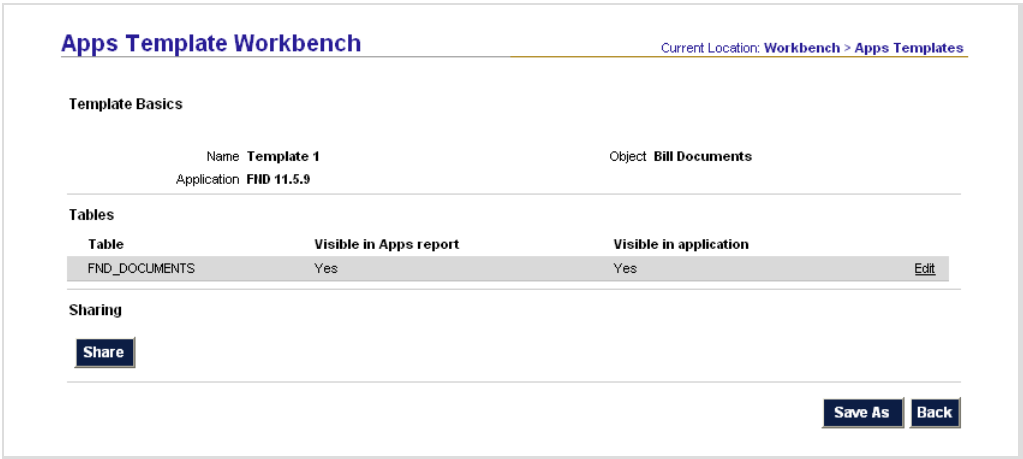 Apps Template Workbench Current Location: Workbench > Apps Templates
Template Basics
Name Template 1 Object Bill Documents
Application FND 11.5.9
Tables
Table Visible in Apps report Visible in application
FND_DOCUMENTS Yes Yes Edit
Sharing
Share
Save As Back